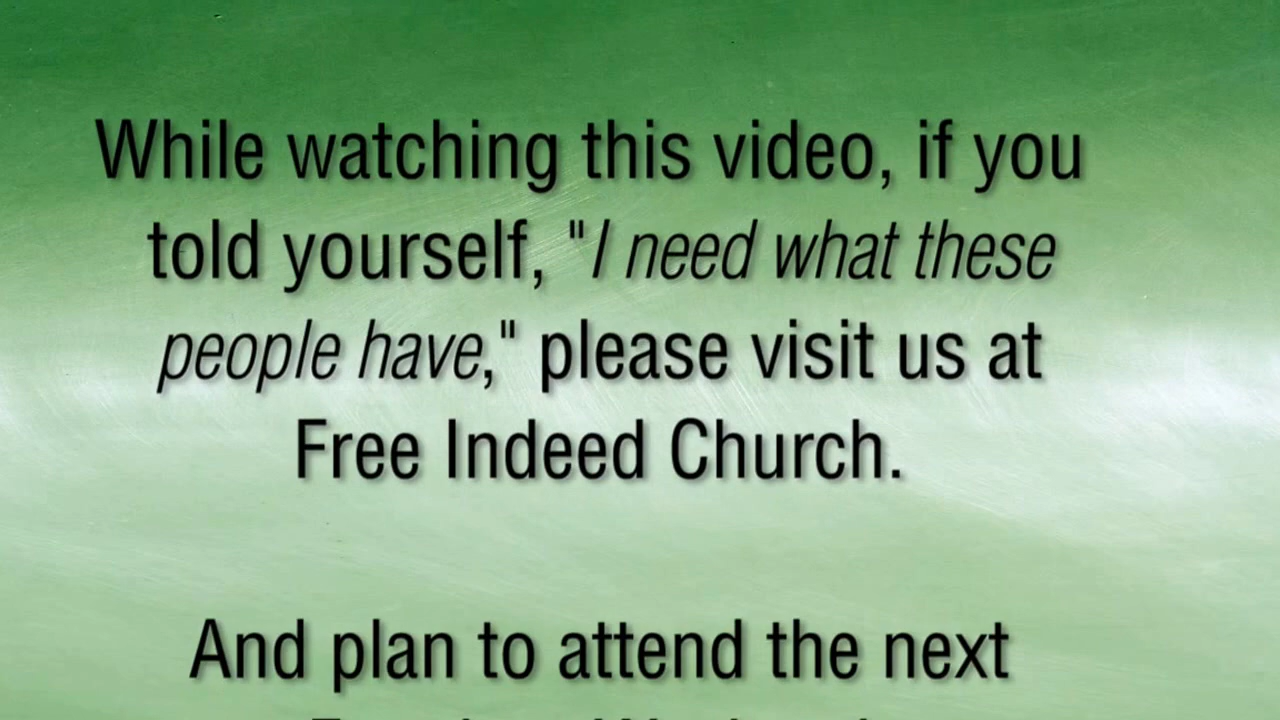 While watching this video, if you
told yourself, "I need what these
people have," please visit us at
Free Indeed Church.
And plan to attend the next